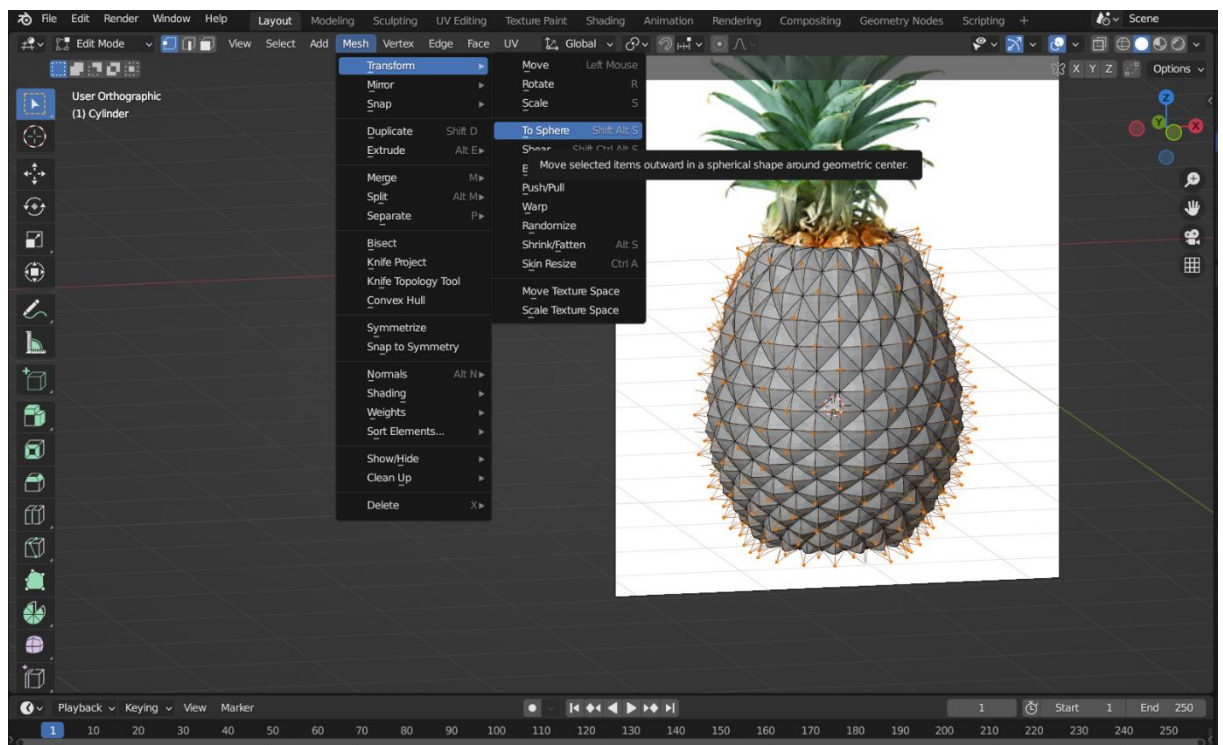 File Edit Render Window Help Layout Modeling Sculpting UV Editing Texture Paint Shading Animation Rendering Compositing Geometry Nodes Scripting + Scene
Edit Mode View Select Add Mesh Vertex Edge Face UV Global
X Y Z Options
User Orthographic
(1) Cylinder
Transform
Mirror
Snap
Duplicate Shift D
Extrude Alt E
Merge M
Split Alt M
Separate P
Bisect
Knife Project
Knife Topology Tool
Convex Hull
Symmetrize
Snap to Symmetry
Normals Alt N
Shading
Weights
Sort Elements...
Show/Hide
Clean Up
Delete X
Move Left Mouse
Rotate R
Scale S
To Sphere Shift Alt S
Shear Shift Ctrl Alt S
Move selected items outward in a spherical shape around geometric center.
Push/Pull
Warp
Randomize
Shrink/Fatten Alt S
Skin Resize Ctrl A
Move Texture Space
Scale Texture Space
Z
Y
X
Playback Keying View Marker 1 Start 1 End 250
1 10 20 30 40 50 60 70 80 90 100 110 120 130 140 150 160 170 180 190 200 210 220 230 240 250